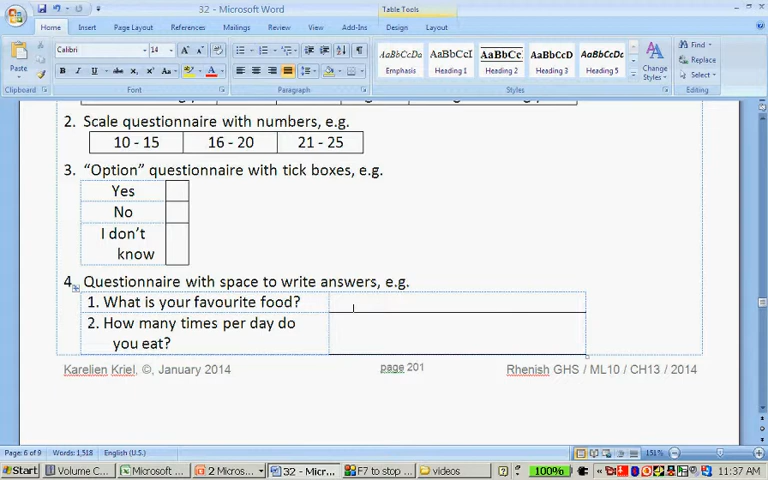 32 - Microsoft Word
Table Tools
Home Insert Page Layout References Mailings Review View Add-Ins Design Layout
Paste
Calibri 14
AaBbCcDc AaBbCcI AaBbCc AaBbCcD AaBbCcDc
Emphasis Heading 1 Heading 2 Heading 3 Heading 5
Change Styles
Find
Replace
Select
Clipboard Font Paragraph Styles Editing
2. Scale questionnaire with numbers, e.g.
10 - 15 16 - 20 21 - 25
3. “Option” questionnaire with tick boxes, e.g.
Yes
No
I don’t
know
4. Questionnaire with space to write answers, e.g.
1. What is your favourite food?
2. How many times per day do
you eat?
Karelien Kriel, ©, January 2014 page 201 Rhenish GHS / ML10 / CH13 / 2014
Page 6 of 9 Words: 1,518 English (U.S.) 151%
Start Volume C... Microsoft ... 2 Micros... 32 - Micr... F7 to stop ... videos 100% 11:37 AM